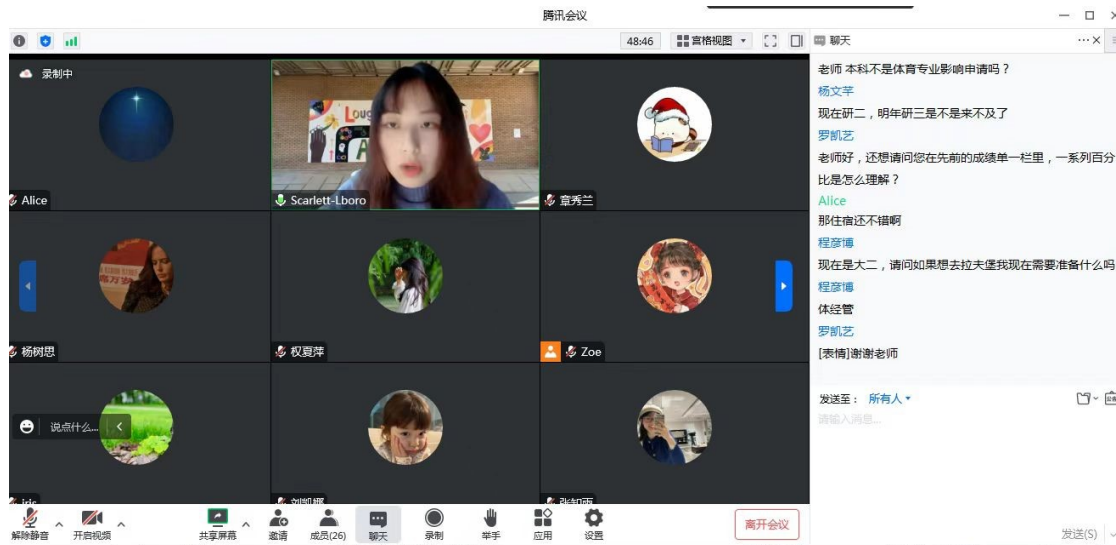 腾讯会议
48:46
宫格视图
聊天
录制中
Alice
Scarlett-Lboro
章秀兰
杨树思
权夏萍
Zoe
说点什么...
iris
刘凯娜
张知雨
老师 本科不是体育专业影响申请吗？
杨文芊
现在研二，明年研三是不是来不及了
罗凯艺
老师好，还想请问您在先前的成绩单一栏里，一系列百分
比是怎么理解？
Alice
那住宿还不错啊
程彦博
现在是大二，请问如果想去拉夫堡我现在需要准备什么吗
程彦博
体经管
罗凯艺
[表情]谢谢老师
发送至： 所有人
请输入消息...
解除静音
开启视频
共享屏幕
邀请
成员(26)
聊天
录制
举手
应用
设置
离开会议
发送(S)